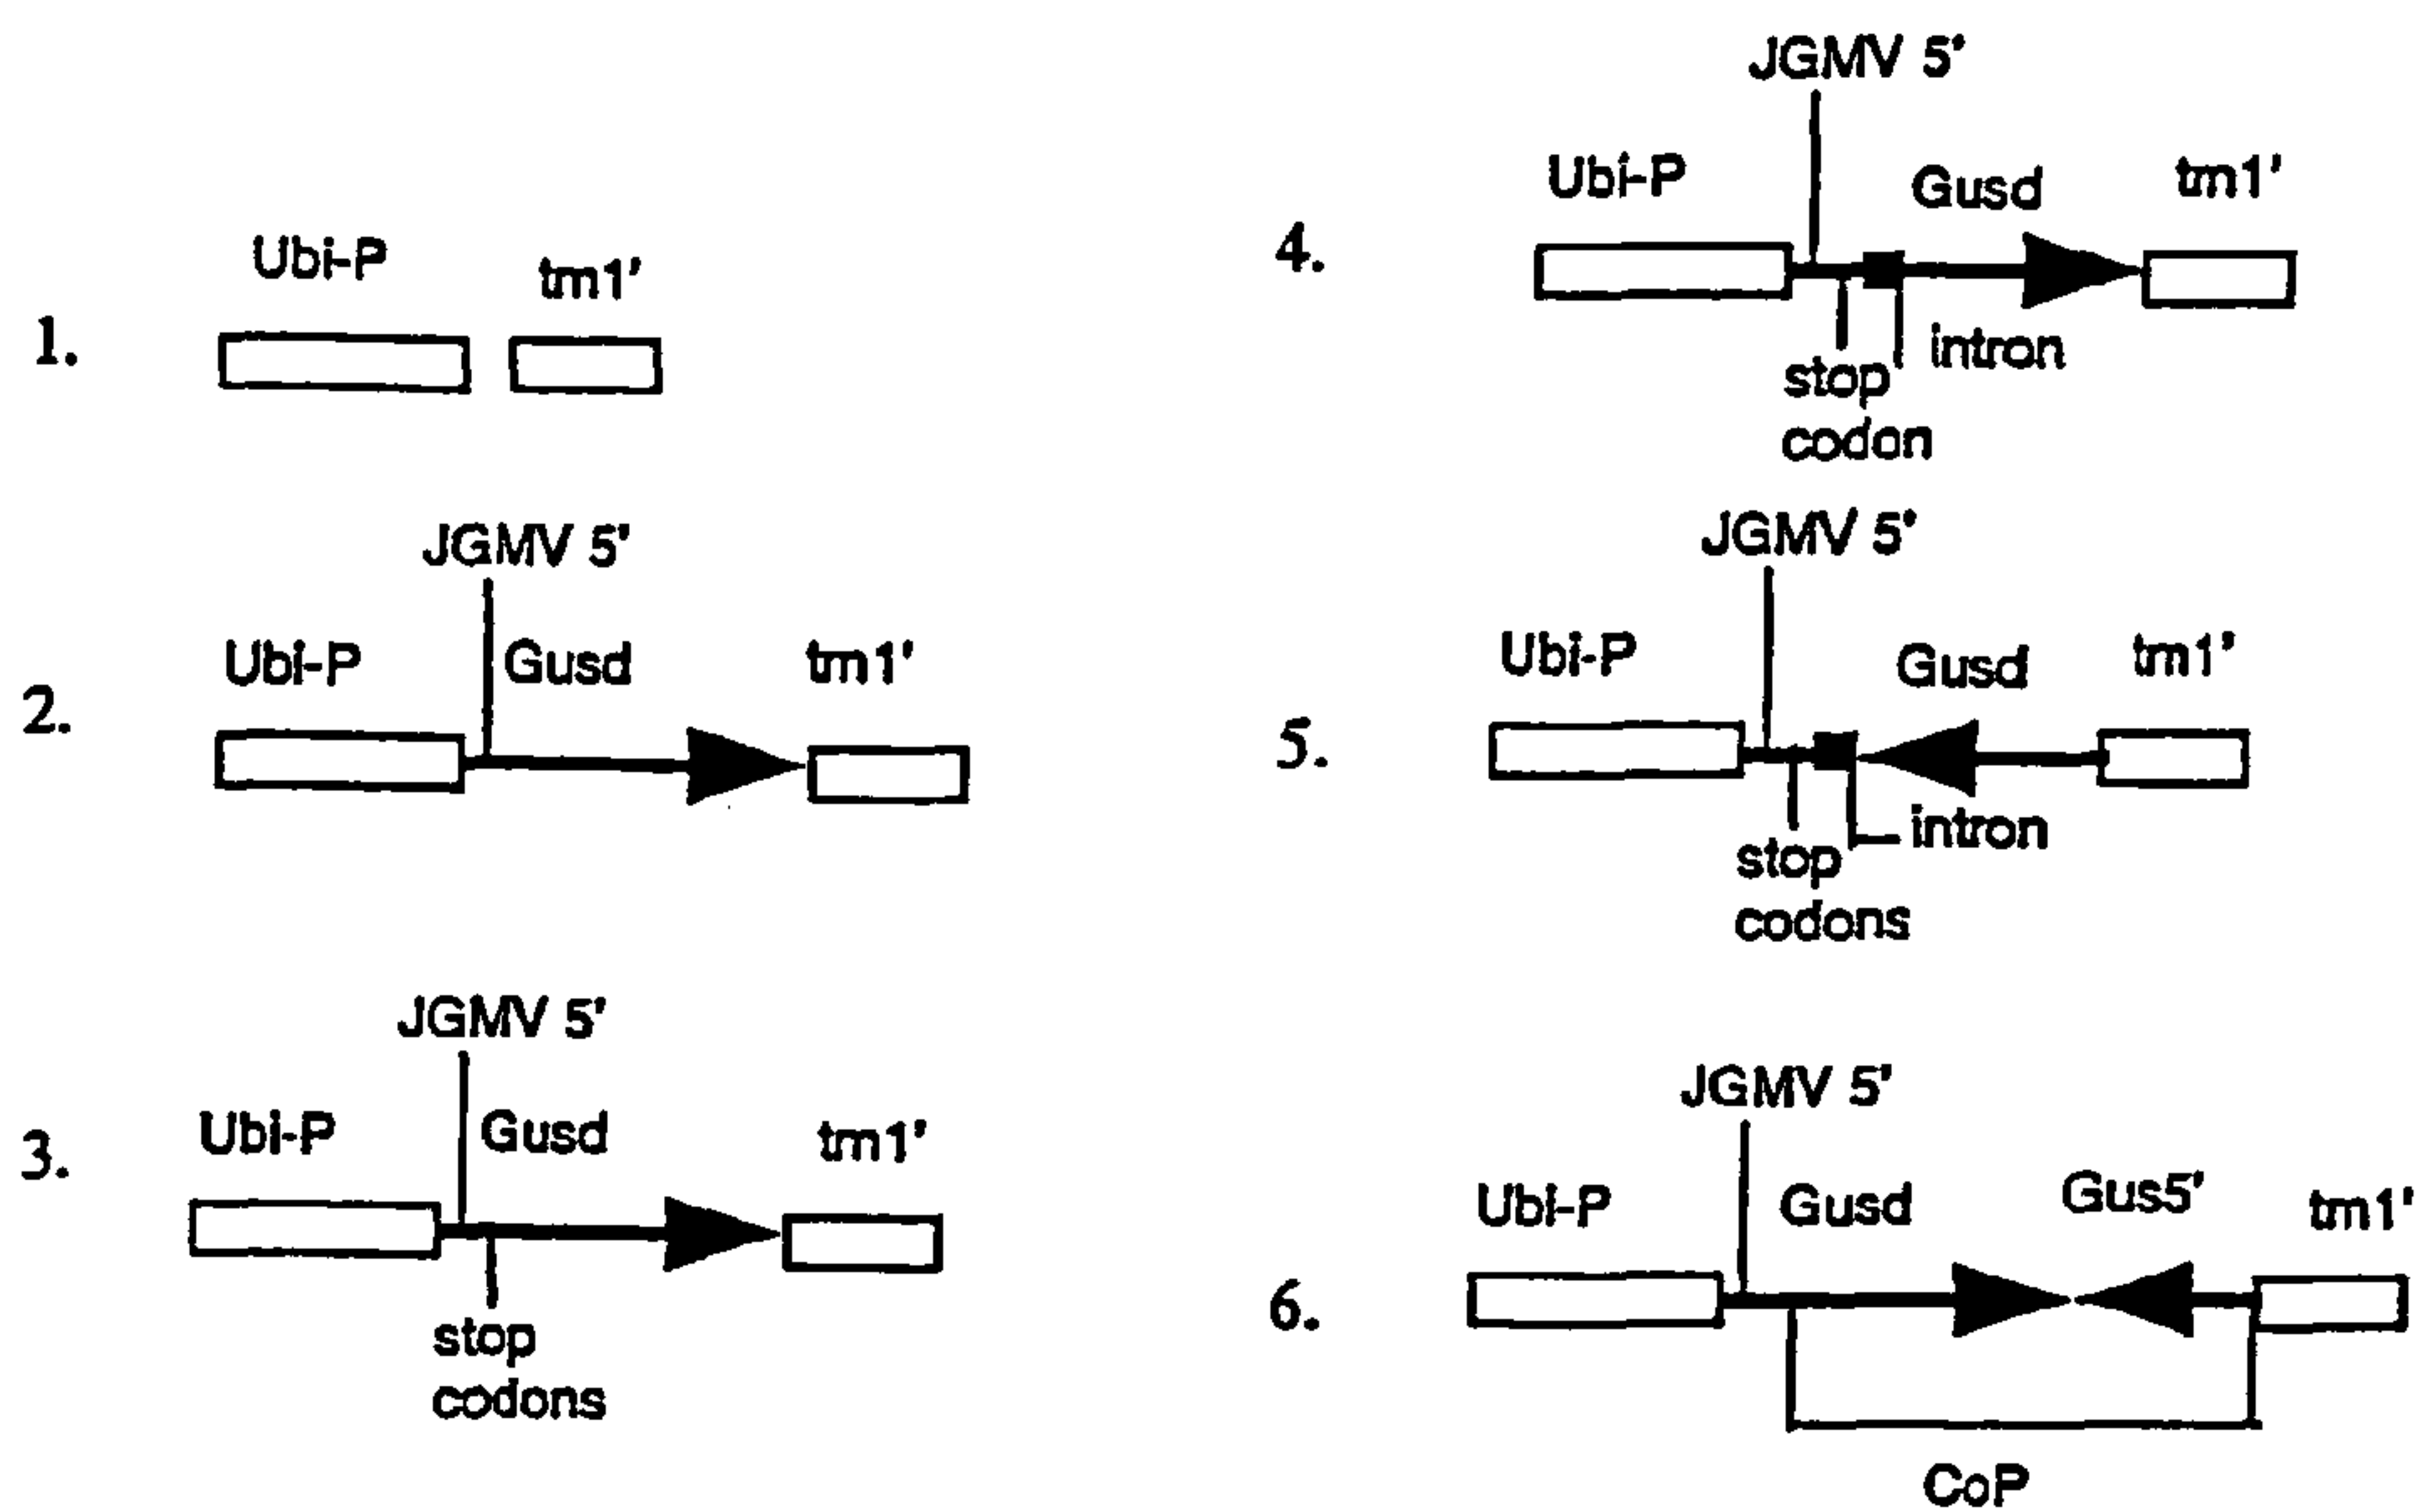 1.
Ubi-P
tm1'
2.
JGMV 5'
Ubi-P
Gusd
tm1'
3.
JGMV 5'
Ubi-P
Gusd
tm1'
stop
codons
4.
JGMV 5'
Ubi-P
Gusd
tm1'
stop
codon
intron
5.
JGMV 5'
Ubi-P
Gusd
tm1'
stop
codons
intron
6.
JGMV 5'
Ubi-P
Gusd
Gus5'
tm1'
CoP